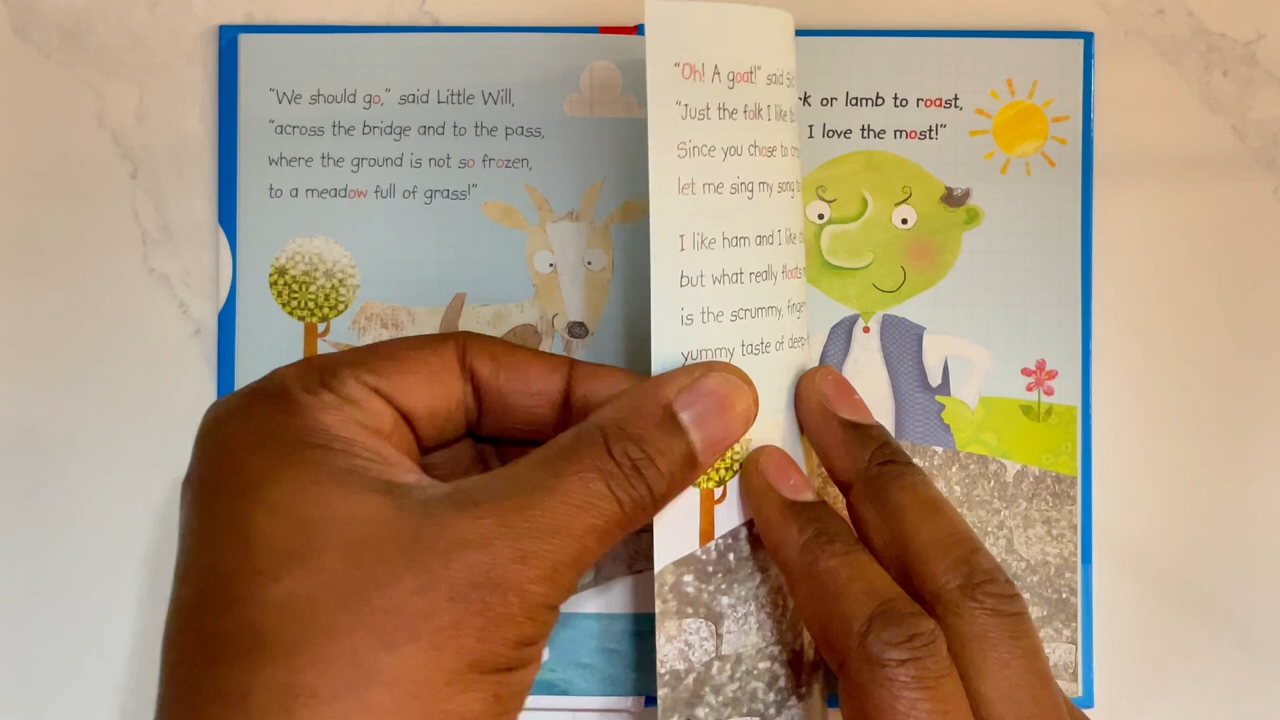 "We should go," said Little Will,
"across the bridge and to the pass,
where the ground is not so frozen,
to a meadow full of grass!"
"Oh! A goat!" said
"Just the folk I like
Since you chose to
let me sing my song
I like ham and I like
but what really floats
is the scrummy,
yummy taste of
or lamb to roast,
I love the most!"